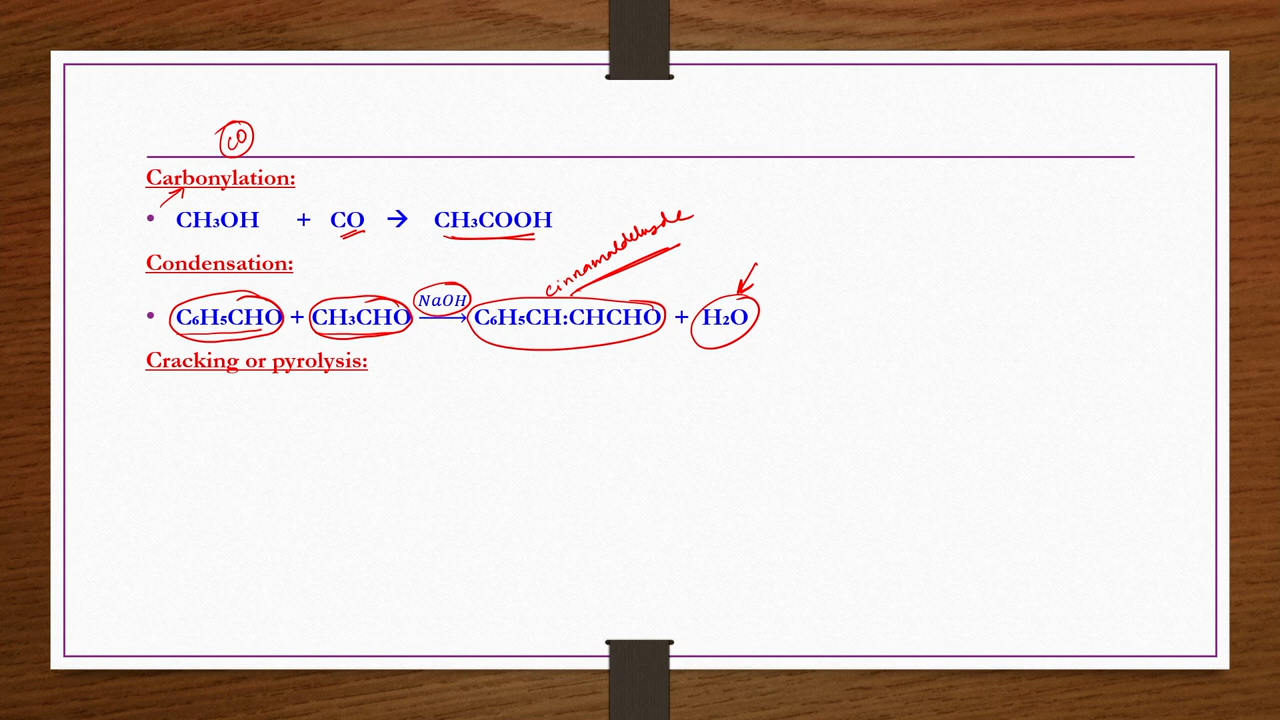 CO
Carbonylation:
• CH₃OH + CO → CH₃COOH
cinnamaldehyde
Condensation:
• C₆H₅CHO + CH₃CHO NaOH ⟶ C₆H₅CH:CHCHO + H₂O
Cracking or pyrolysis: